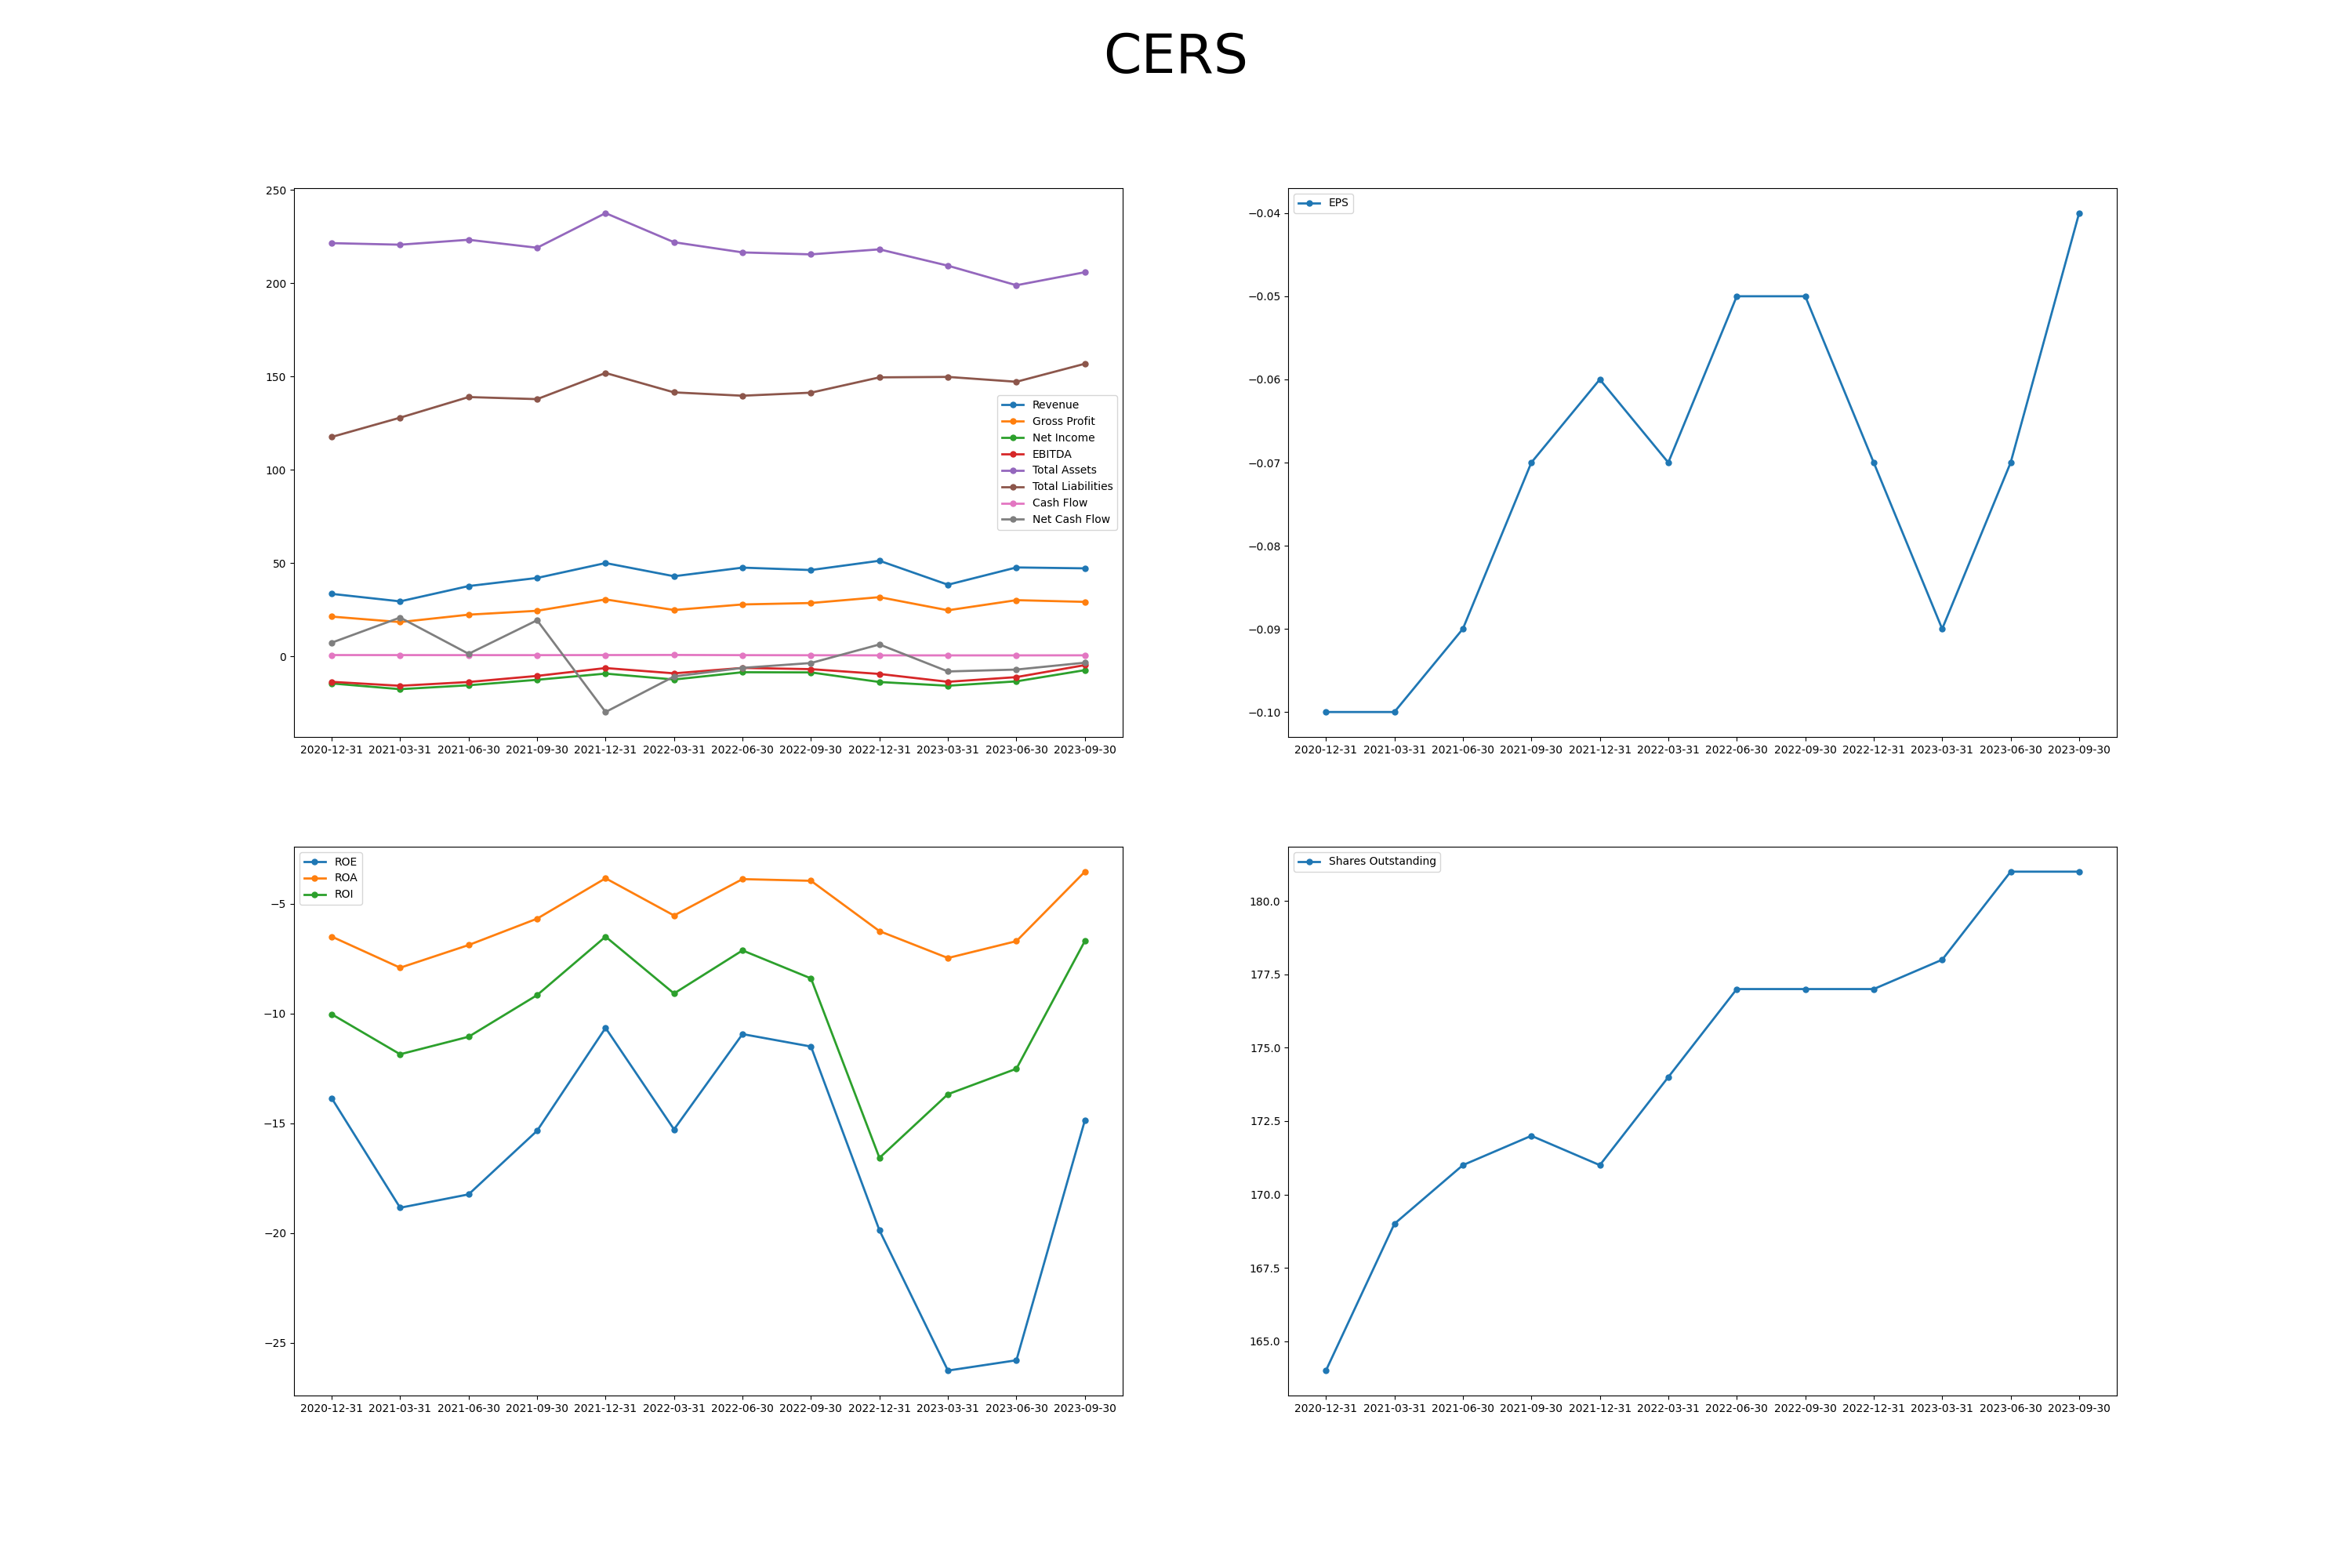 CERS
250
200
150
100
50
0
Revenue
Gross Profit
Net Income
EBITDA
Total Assets
Total Liabilities
Cash Flow
Net Cash Flow
2020-12-31 2021-03-31 2021-06-30 2021-09-30 2021-12-31 2022-03-31 2022-06-30 2022-09-30 2022-12-31 2023-03-31 2023-06-30 2023-09-30
EPS
−0.04
−0.05
−0.06
−0.07
−0.08
−0.09
−0.10
2020-12-31 2021-03-31 2021-06-30 2021-09-30 2021-12-31 2022-03-31 2022-06-30 2022-09-30 2022-12-31 2023-03-31 2023-06-30 2023-09-30
ROE
ROA
ROI
−5
−10
−15
−20
−25
2020-12-31 2021-03-31 2021-06-30 2021-09-30 2021-12-31 2022-03-31 2022-06-30 2022-09-30 2022-12-31 2023-03-31 2023-06-30 2023-09-30
Shares Outstanding
180.0
177.5
175.0
172.5
170.0
167.5
165.0
2020-12-31 2021-03-31 2021-06-30 2021-09-30 2021-12-31 2022-03-31 2022-06-30 2022-09-30 2022-12-31 2023-03-31 2023-06-30 2023-09-30